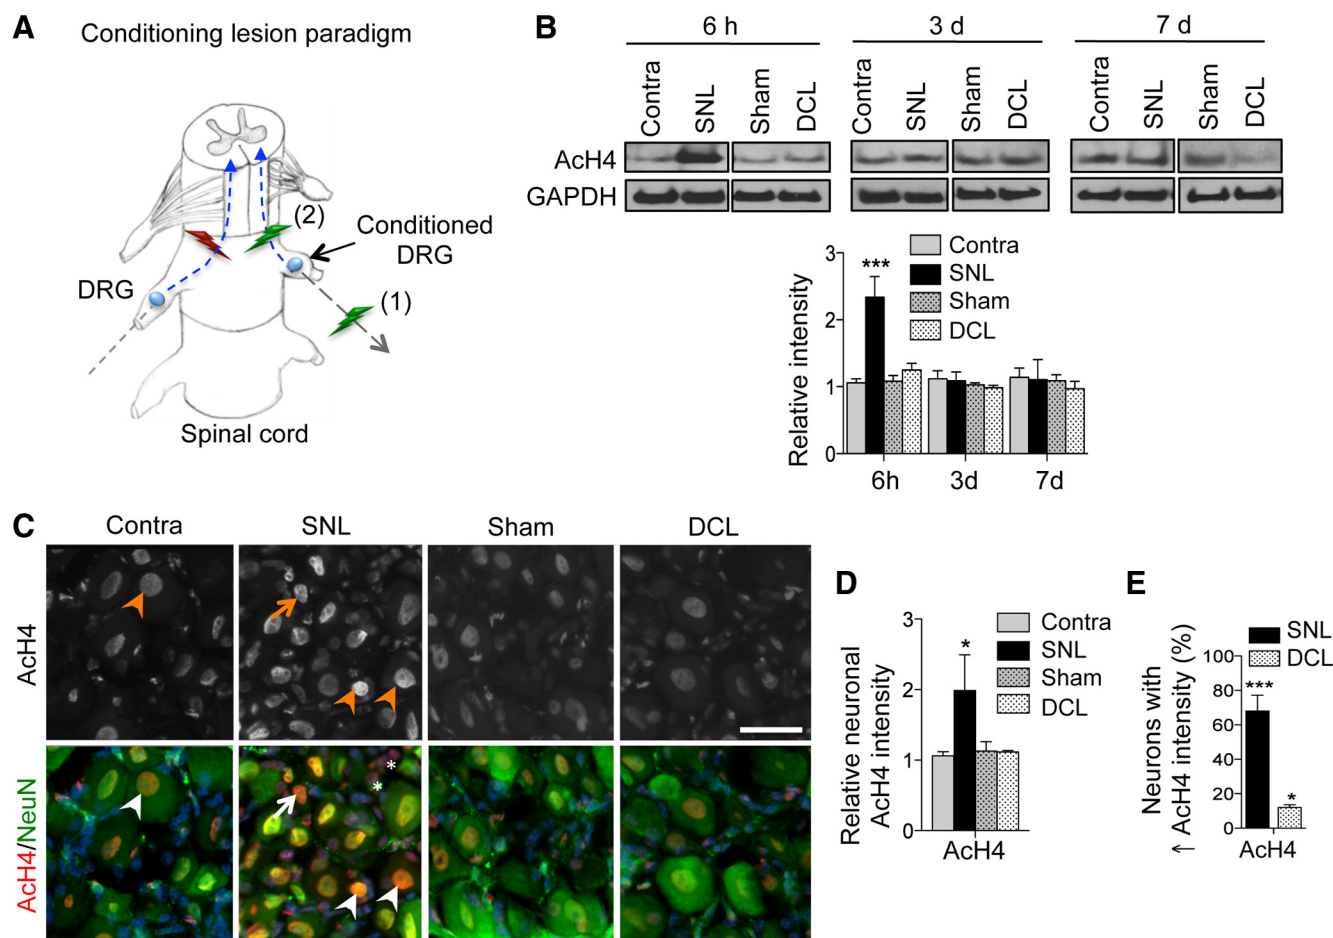 A
Conditioning lesion paradigm
(2)
Conditioned
DRG
DRG
(1)
Spinal cord
B
6 h
3 d
7 d
Contra
SNL
Sham
DCL
Contra
SNL
Sham
DCL
Contra
SNL
Sham
DCL
AcH4
GAPDH
Relative intensity
3
2
1
0
***
Contra
SNL
Sham
DCL
6h
3d
7d
C
Contra
SNL
Sham
DCL
AcH4
AcH4/NeuN
*
*
D
Relative neuronal
AcH4 intensity
3
2
1
0
*
Contra
SNL
Sham
DCL
AcH4
E
Neurons with
↑ AcH4 intensity (%)
SNL
DCL
100
80
60
40
20
0
***
*
AcH4